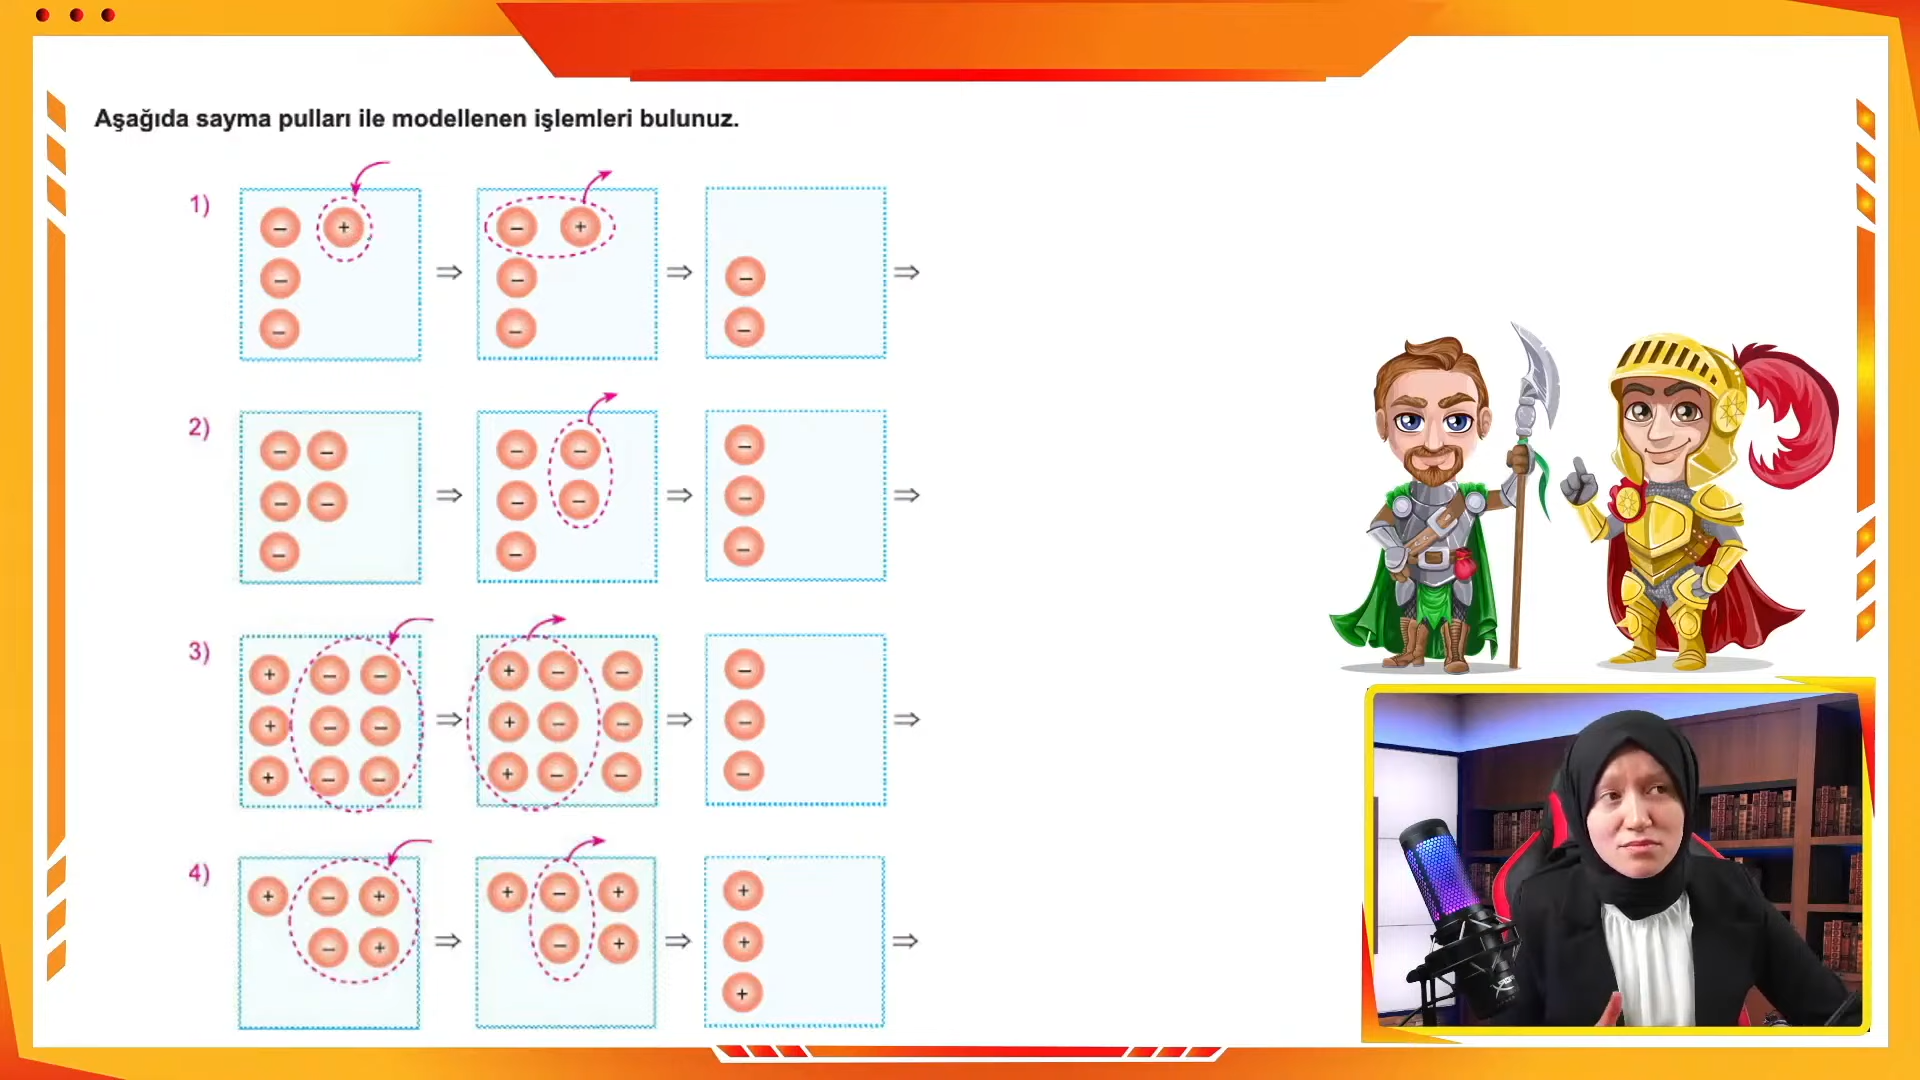 Aşağıda sayma pulları ile modellenen işlemleri bulunuz.
1)
− + ⇒ − + ⇒ ⇒
− − −
− − −
2)
− − − − −
− − ⇒ − − ⇒ − ⇒
− − −
3)
+ − − + − − −
+ − − ⇒ + − − ⇒ − ⇒
+ − − + − − −
4)
+ − + + − + +
− + ⇒ − + ⇒ + ⇒
+